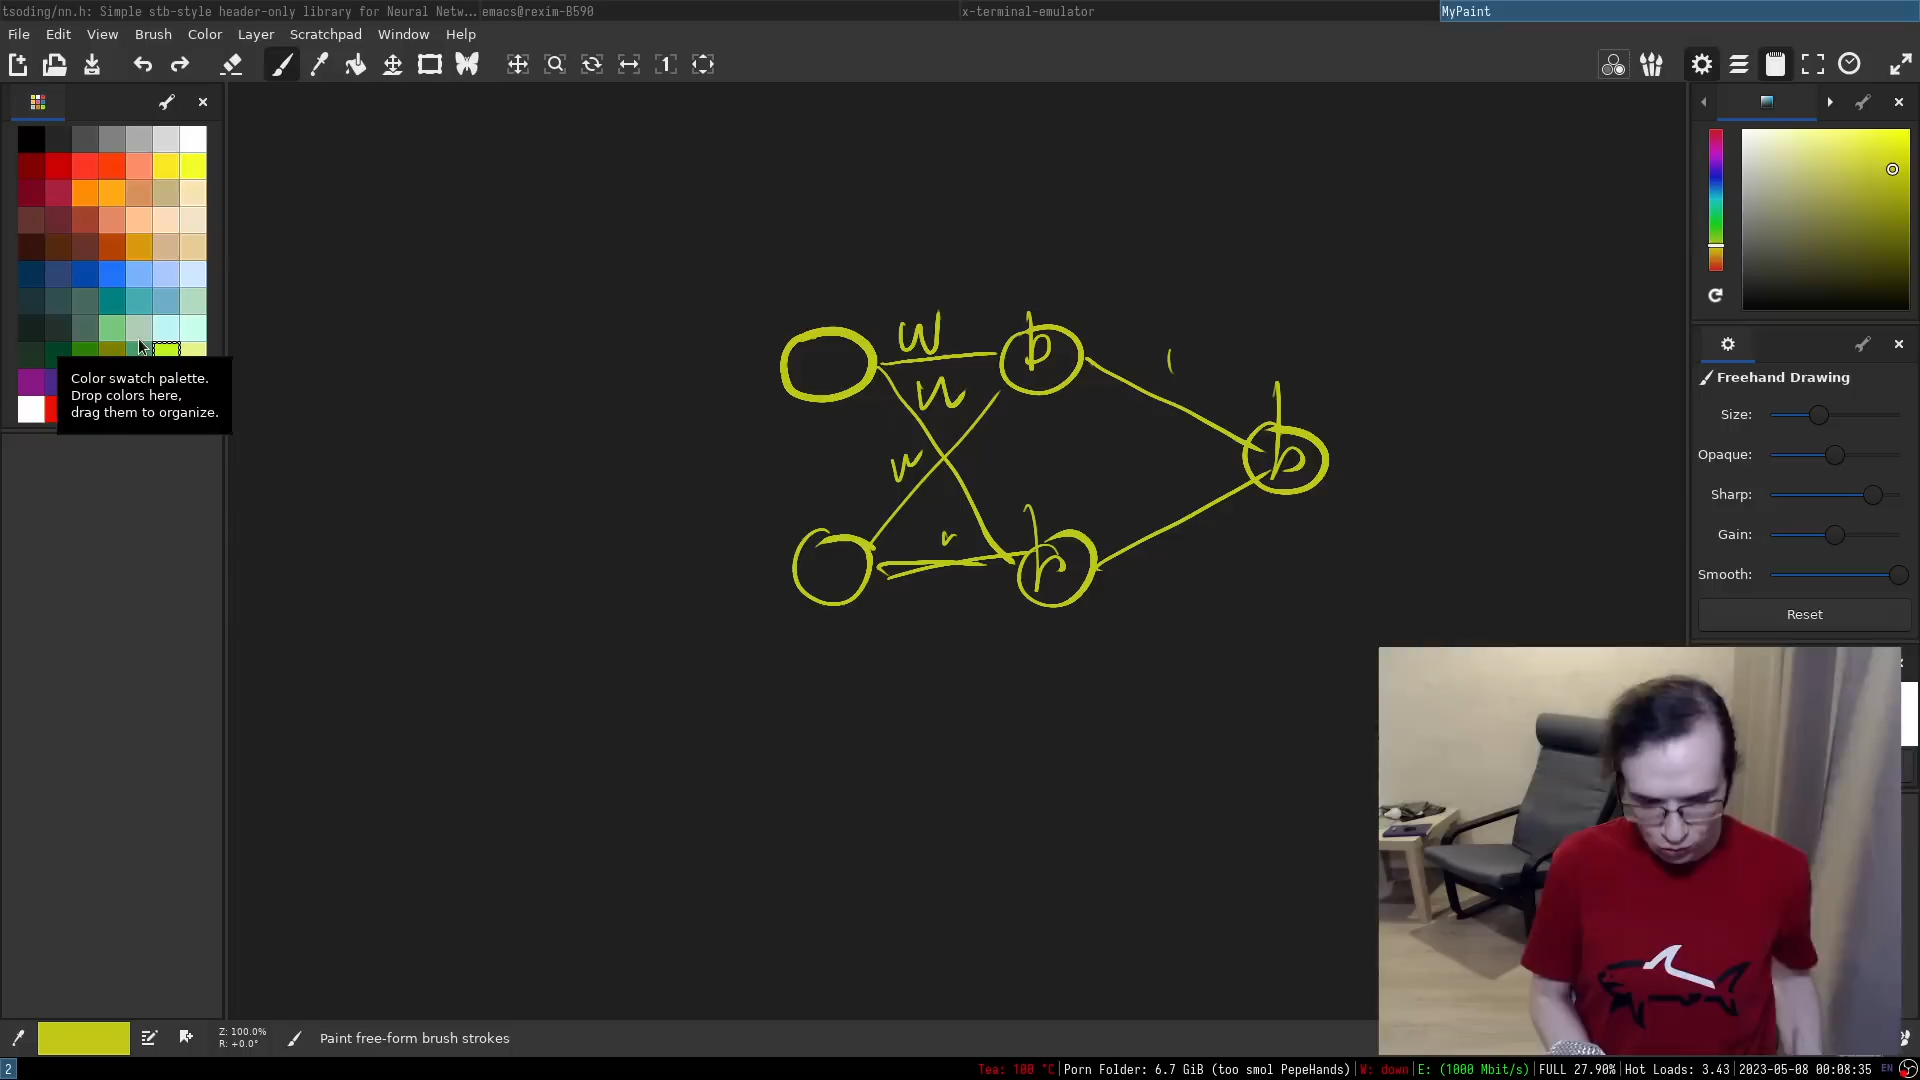 tsoding/nn.h: Simple stb-style header-only library for Neural Netw...
emacs@rexim-B590
x-terminal-emulator
MyPaint
File Edit View Brush Color Layer Scratchpad Window Help
Color swatch palette.
Drop colors here,
drag them to organize.
Freehand Drawing
Size:
Opaque:
Sharp:
Gain:
Smooth:
Reset
W
b
b
Z: 100.0%
R: +0.0°
Paint free-form brush strokes
2
Tea: 100 °C|Porn Folder: 6.7 GiB (too smol PepeHands)|W: down|E: (1000 Mbit/s)|FULL 27.90%|Hot Loads: 3.43|2023-05-08 00:08:35
EN